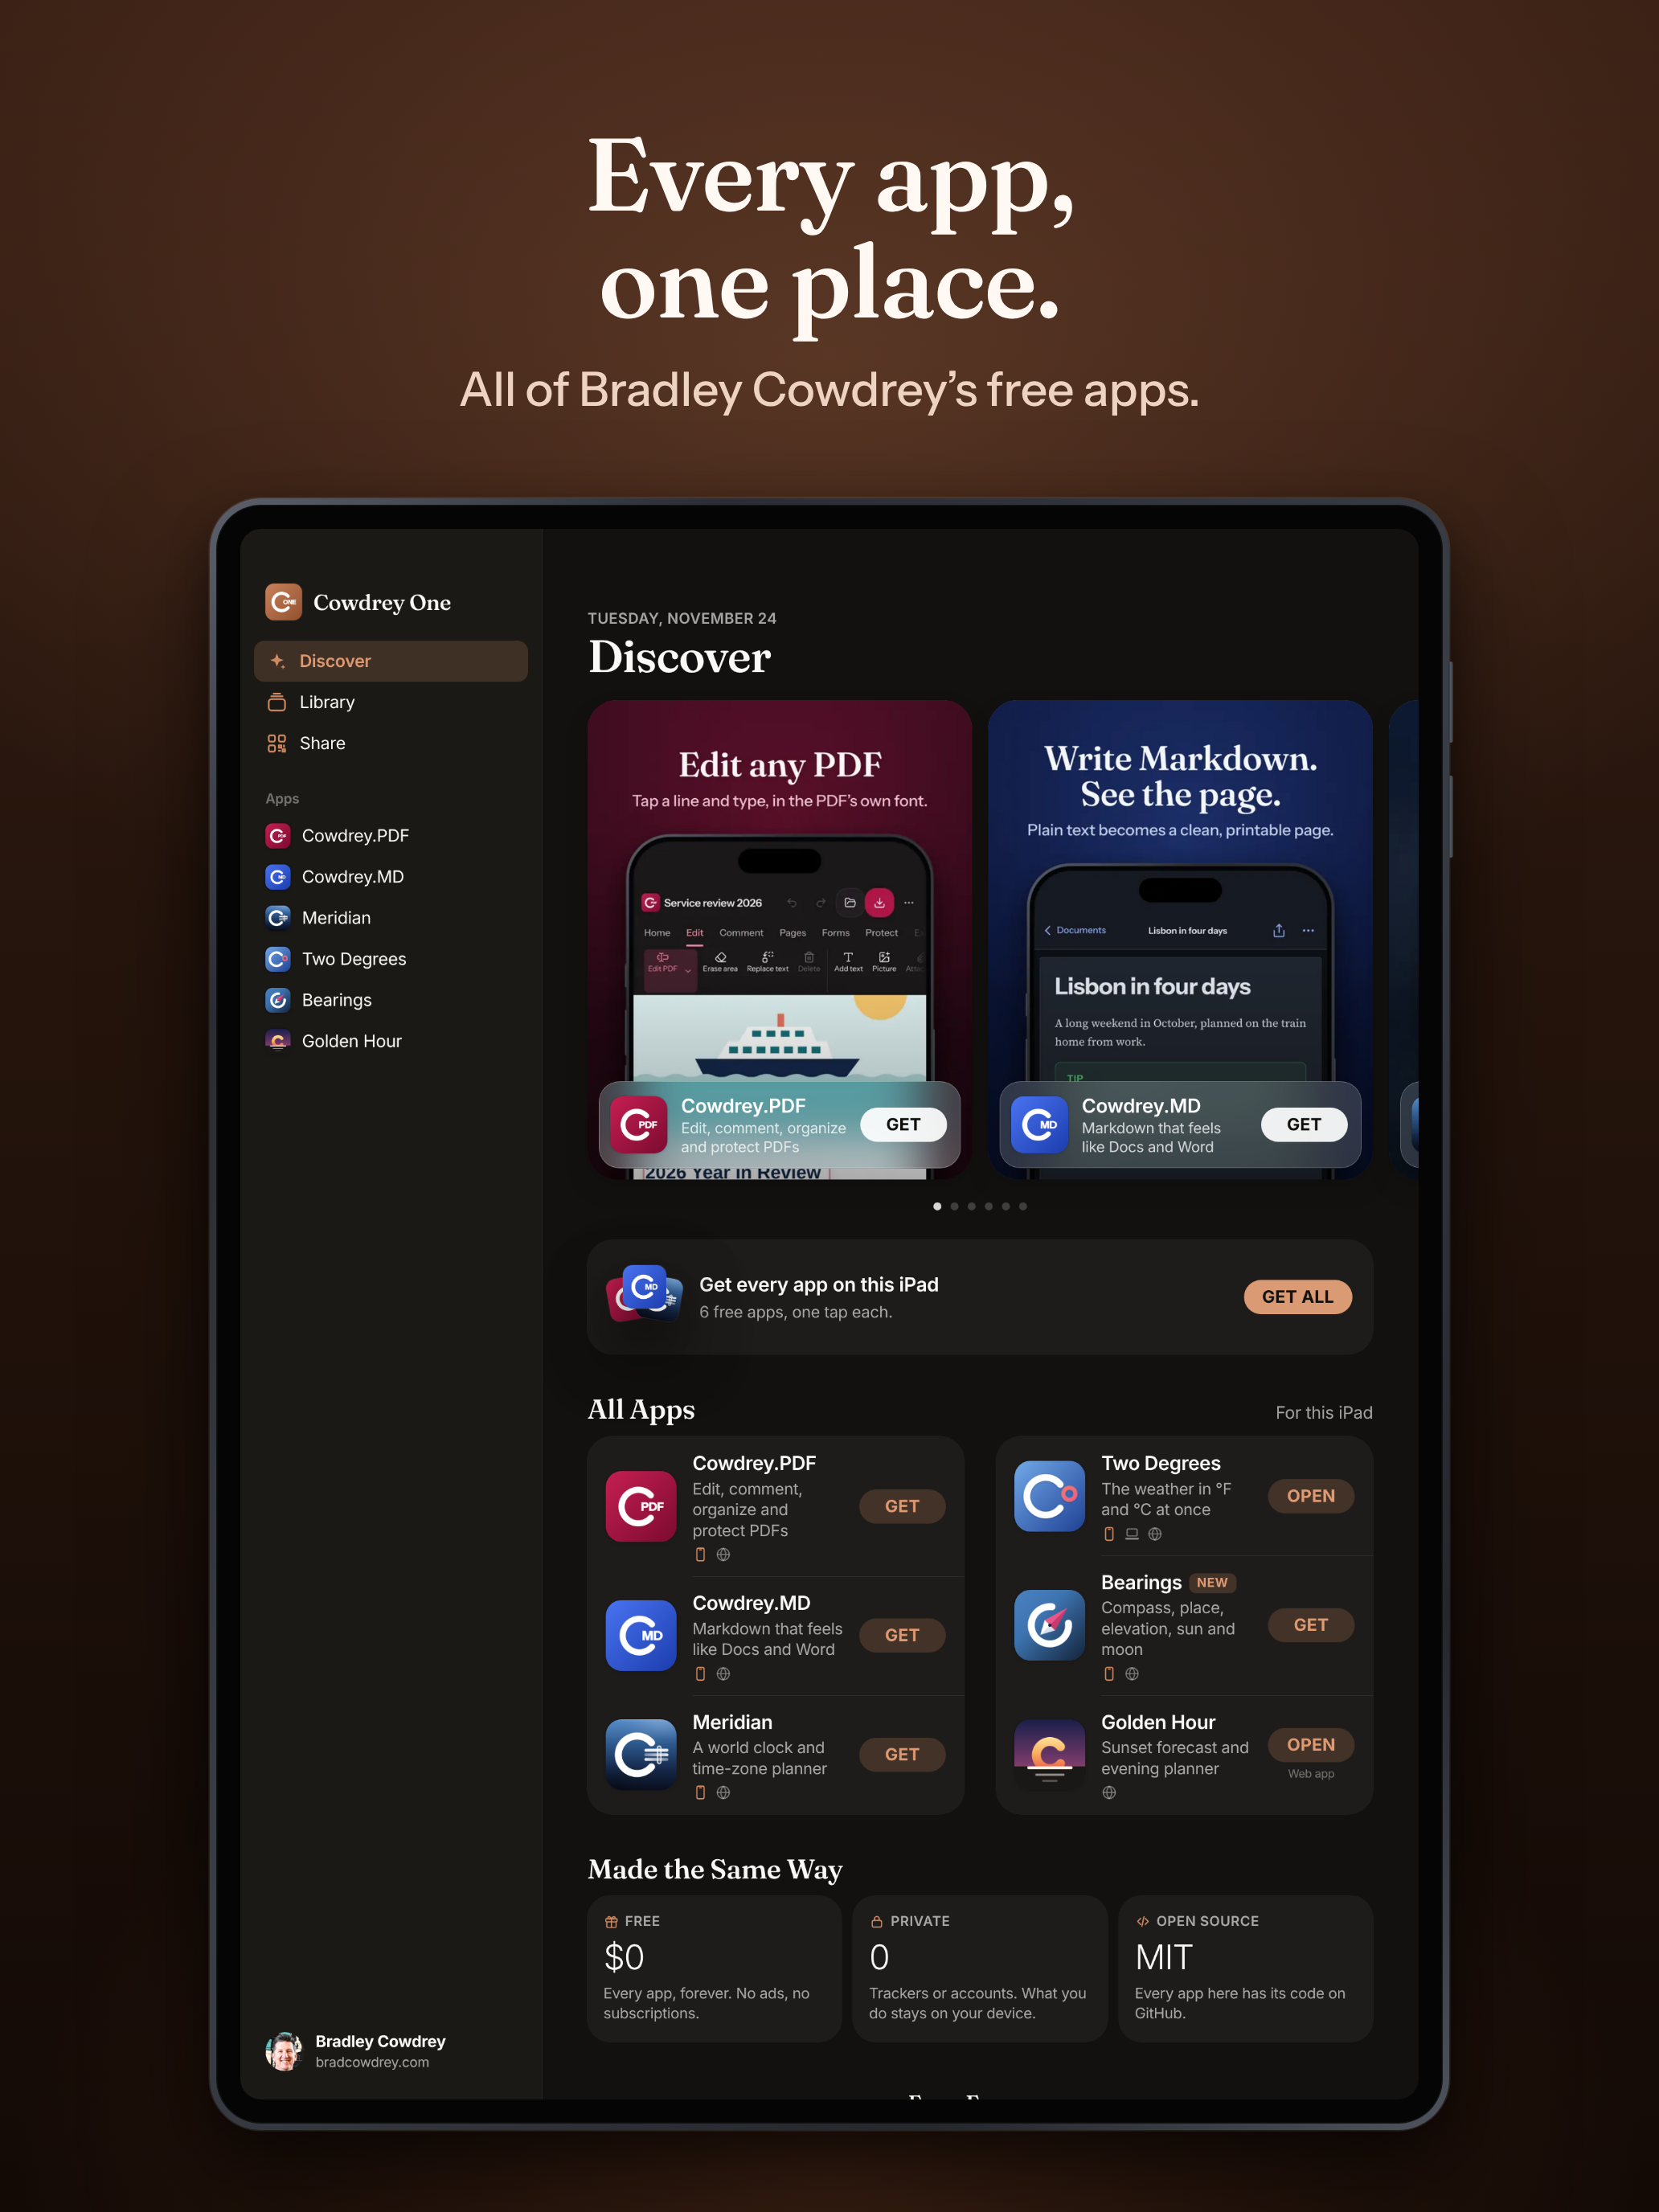 Every app,
one place.
All of Bradley Cowdrey’s free apps.
ONE
Cowdrey One
Discover
Library
Share
Apps
Cowdrey.PDF
Cowdrey.MD
Meridian
Two Degrees
Bearings
Golden Hour
Bradley Cowdrey
bradcowdrey.com
TUESDAY, NOVEMBER 24
Discover
Edit any PDF
Tap a line and type, in the PDF’s own font.
Service review 2026
Home Edit Comment Pages Forms Protect
Edit PDF Erase area Replace text Delete Add text Picture
PDF
Cowdrey.PDF
Edit, comment, organize
and protect PDFs
GET
2026 Year in Review
Write Markdown.
See the page.
Plain text becomes a clean, printable page.
Documents Lisbon in four days
Lisbon in four days
A long weekend in October, planned on the train
home from work.
TIP
MD
Cowdrey.MD
Markdown that feels
like Docs and Word
GET
MD
Get every app on this iPad
6 free apps, one tap each.
GET ALL
All Apps
For this iPad
PDF
Cowdrey.PDF
Edit, comment,
organize and
protect PDFs
GET
MD
Cowdrey.MD
Markdown that feels
like Docs and Word
GET
Meridian
A world clock and
time-zone planner
GET
Two Degrees
The weather in °F
and °C at once
OPEN
Bearings NEW
Compass, place,
elevation, sun and
moon
GET
Golden Hour
Sunset forecast and
evening planner
OPEN
Web app
Made the Same Way
FREE
$0
Every app, forever. No ads, no
subscriptions.
PRIVATE
0
Trackers or accounts. What you
do stays on your device.
OPEN SOURCE
MIT
Every app here has its code on
GitHub.